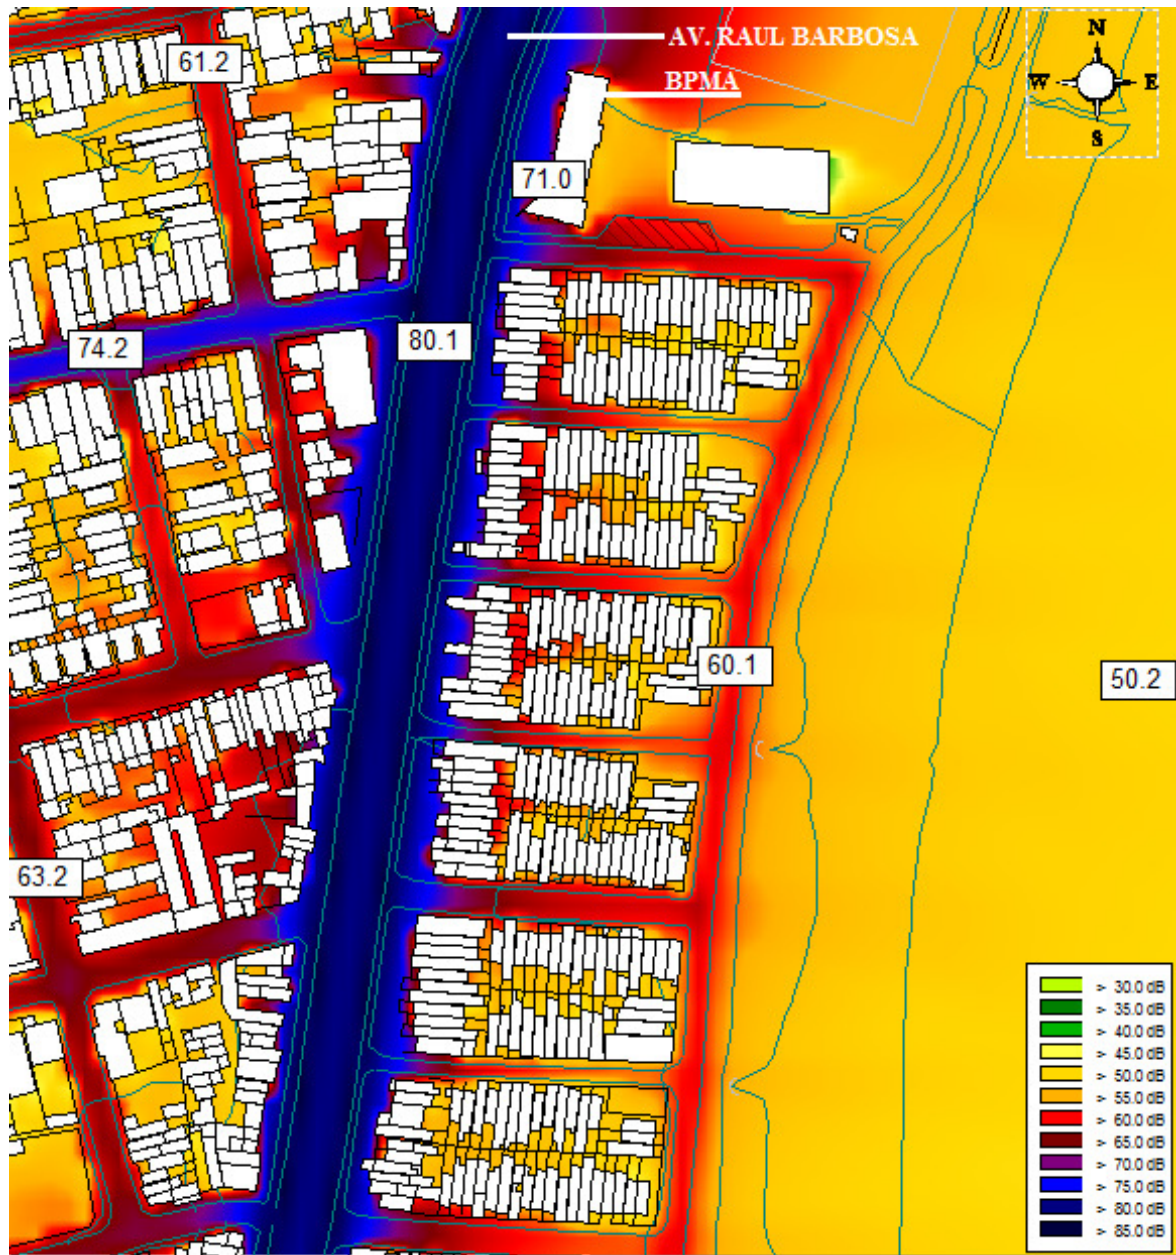 AV. RAUL BARBOSA
BPMA
N
W E
S
61.2
71.0
74.2
80.1
60.1
50.2
63.2
> 30.0 dB
> 35.0 dB
> 40.0 dB
> 45.0 dB
> 50.0 dB
> 55.0 dB
> 60.0 dB
> 65.0 dB
> 70.0 dB
> 75.0 dB
> 80.0 dB
> 85.0 dB